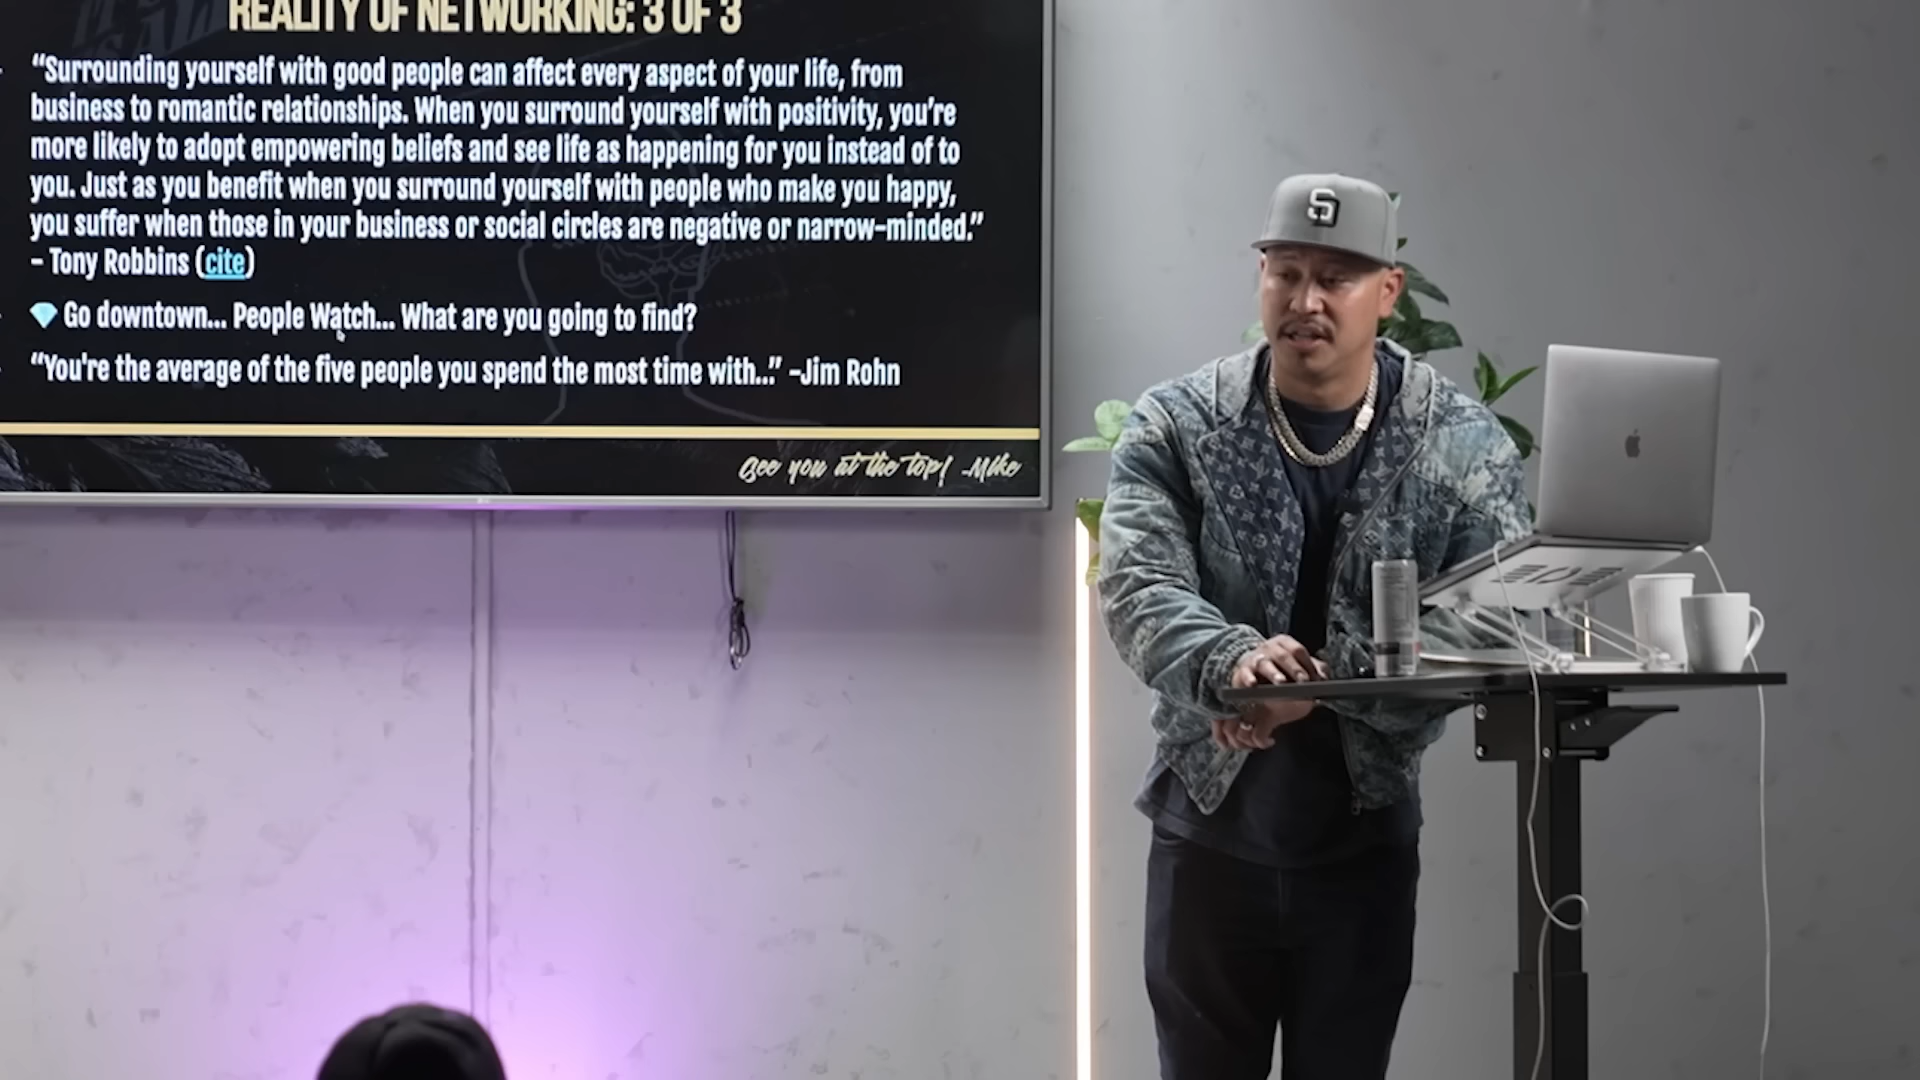 REALITY OF NETWORKING: 3 OF 3
“Surrounding yourself with good people can affect every aspect of your life, from
business to romantic relationships. When you surround yourself with positivity, you're
more likely to adopt empowering beliefs and see life as happening for you instead of to
you. Just as you benefit when you surround yourself with people who make you happy,
you suffer when those in your business or social circles are negative or narrow-minded.”
- Tony Robbins (cite)
Go downtown... People Watch... What are you going to find?
“You're the average of the five people you spend the most time with...” -Jim Rohn
See you at the top! -Mike
SD